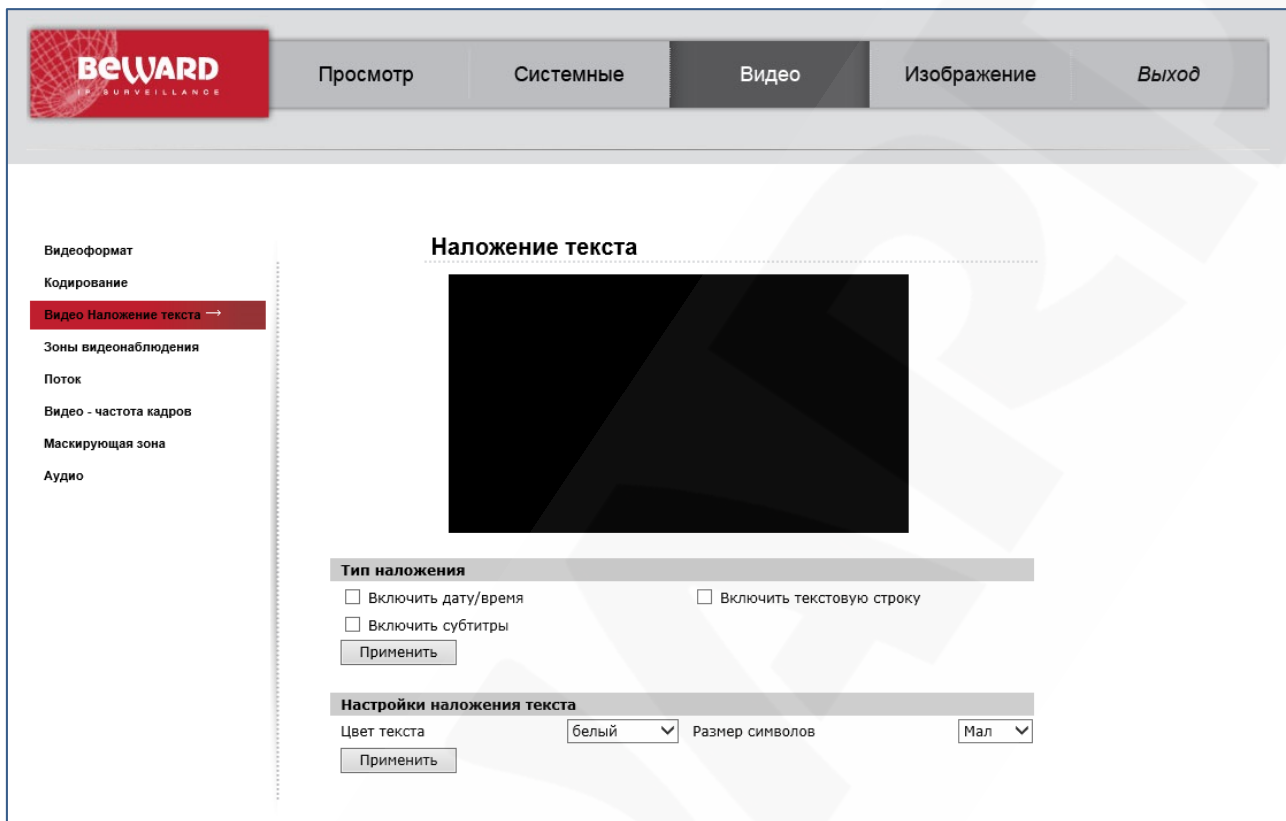 BEWARD
IP SURVEILLANCE
Просмотр
Системные
Видео
Изображение
Выход
Видеоформат
Кодирование
Видео Наложение текста →
Зоны видеонаблюдения
Поток
Видео - частота кадров
Маскирующая зона
Аудио
Наложение текста
Тип наложения
Включить дату/время
Включить текстовую строку
Включить субтитры
Применить
Настройки наложения текста
Цвет текста
белый
Размер символов
Мал
Применить